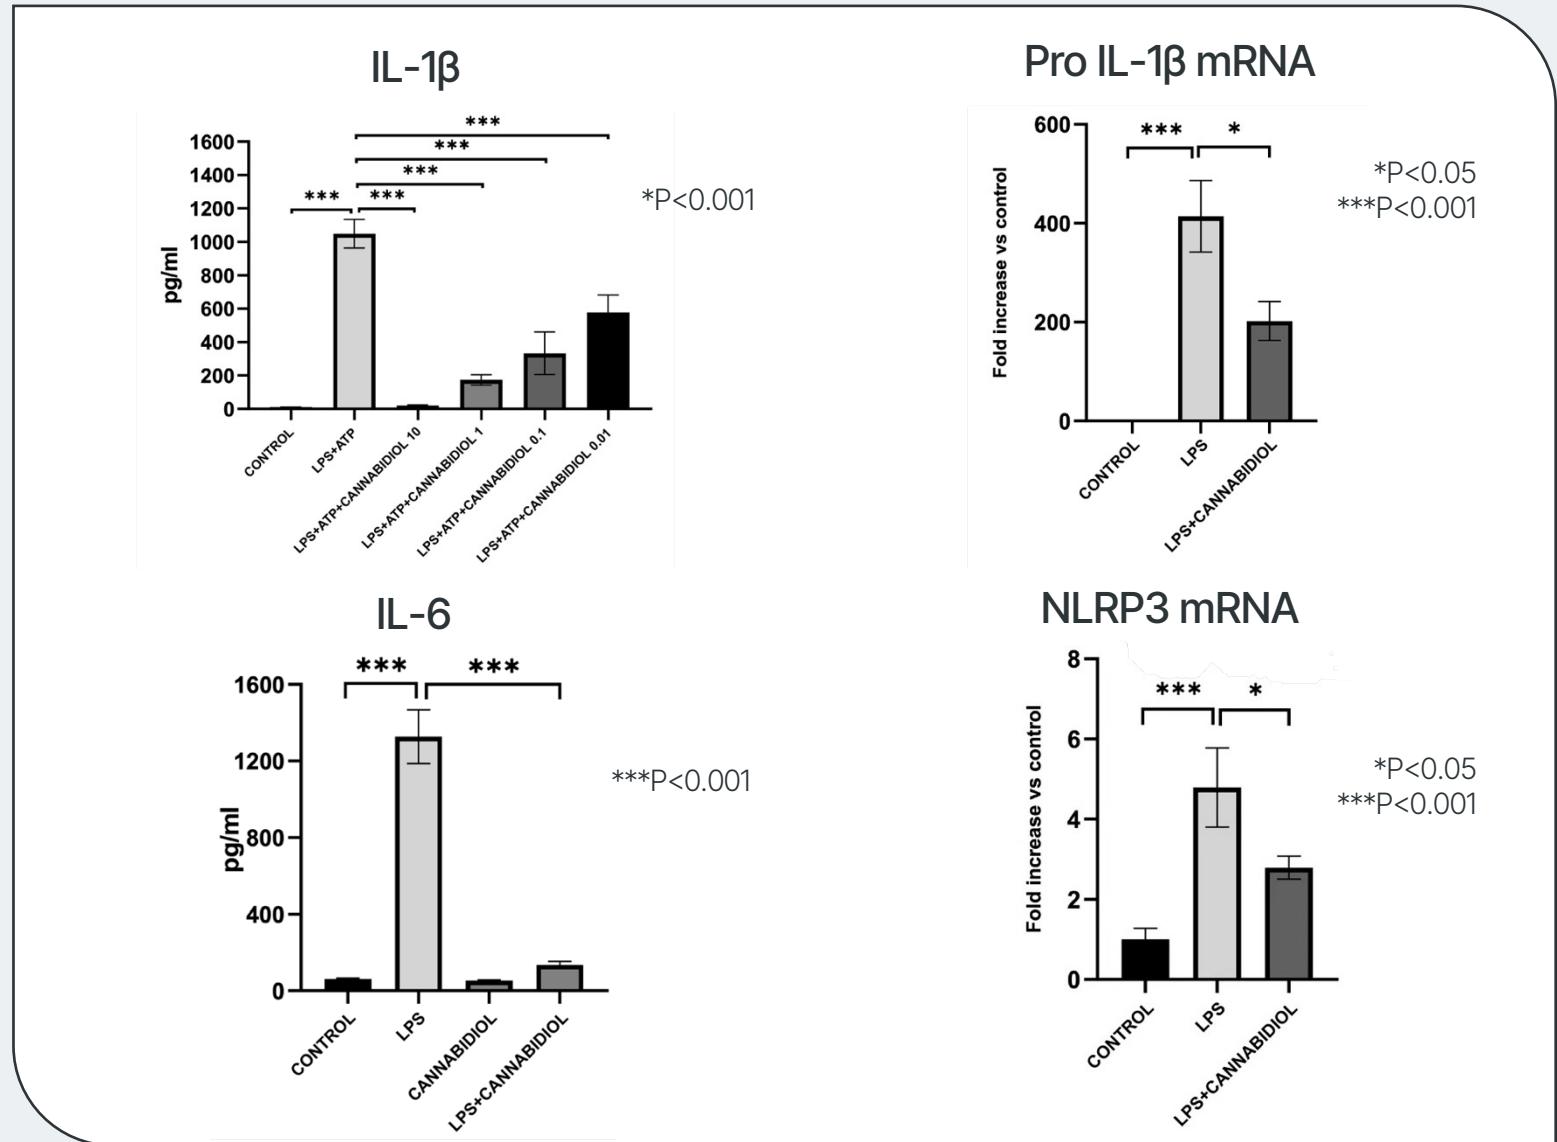 IL-1β
***
***
***
***
***
1600
1400
1200
1000
800
600
400
200
0
pg/ml
CONTROL
LPS+ATP
LPS+ATP+CANNABIDIOL 10
LPS+ATP+CANNABIDIOL 1
LPS+ATP+CANNABIDIOL 0.1
LPS+ATP+CANNABIDIOL 0.01
*P<0.001
Pro IL-1β mRNA
***
*
600
400
200
0
Fold increase vs control
CONTROL
LPS
LPS+CANNABIDIOL
*P<0.05
***P<0.001
IL-6
***
***
1600
1200
800
400
0
pg/ml
CONTROL
LPS
CANNABIDIOL
LPS+CANNABIDIOL
***P<0.001
NLRP3 mRNA
***
*
8
6
4
2
0
Fold increase vs control
CONTROL
LPS
LPS+CANNABIDIOL
*P<0.05
***P<0.001